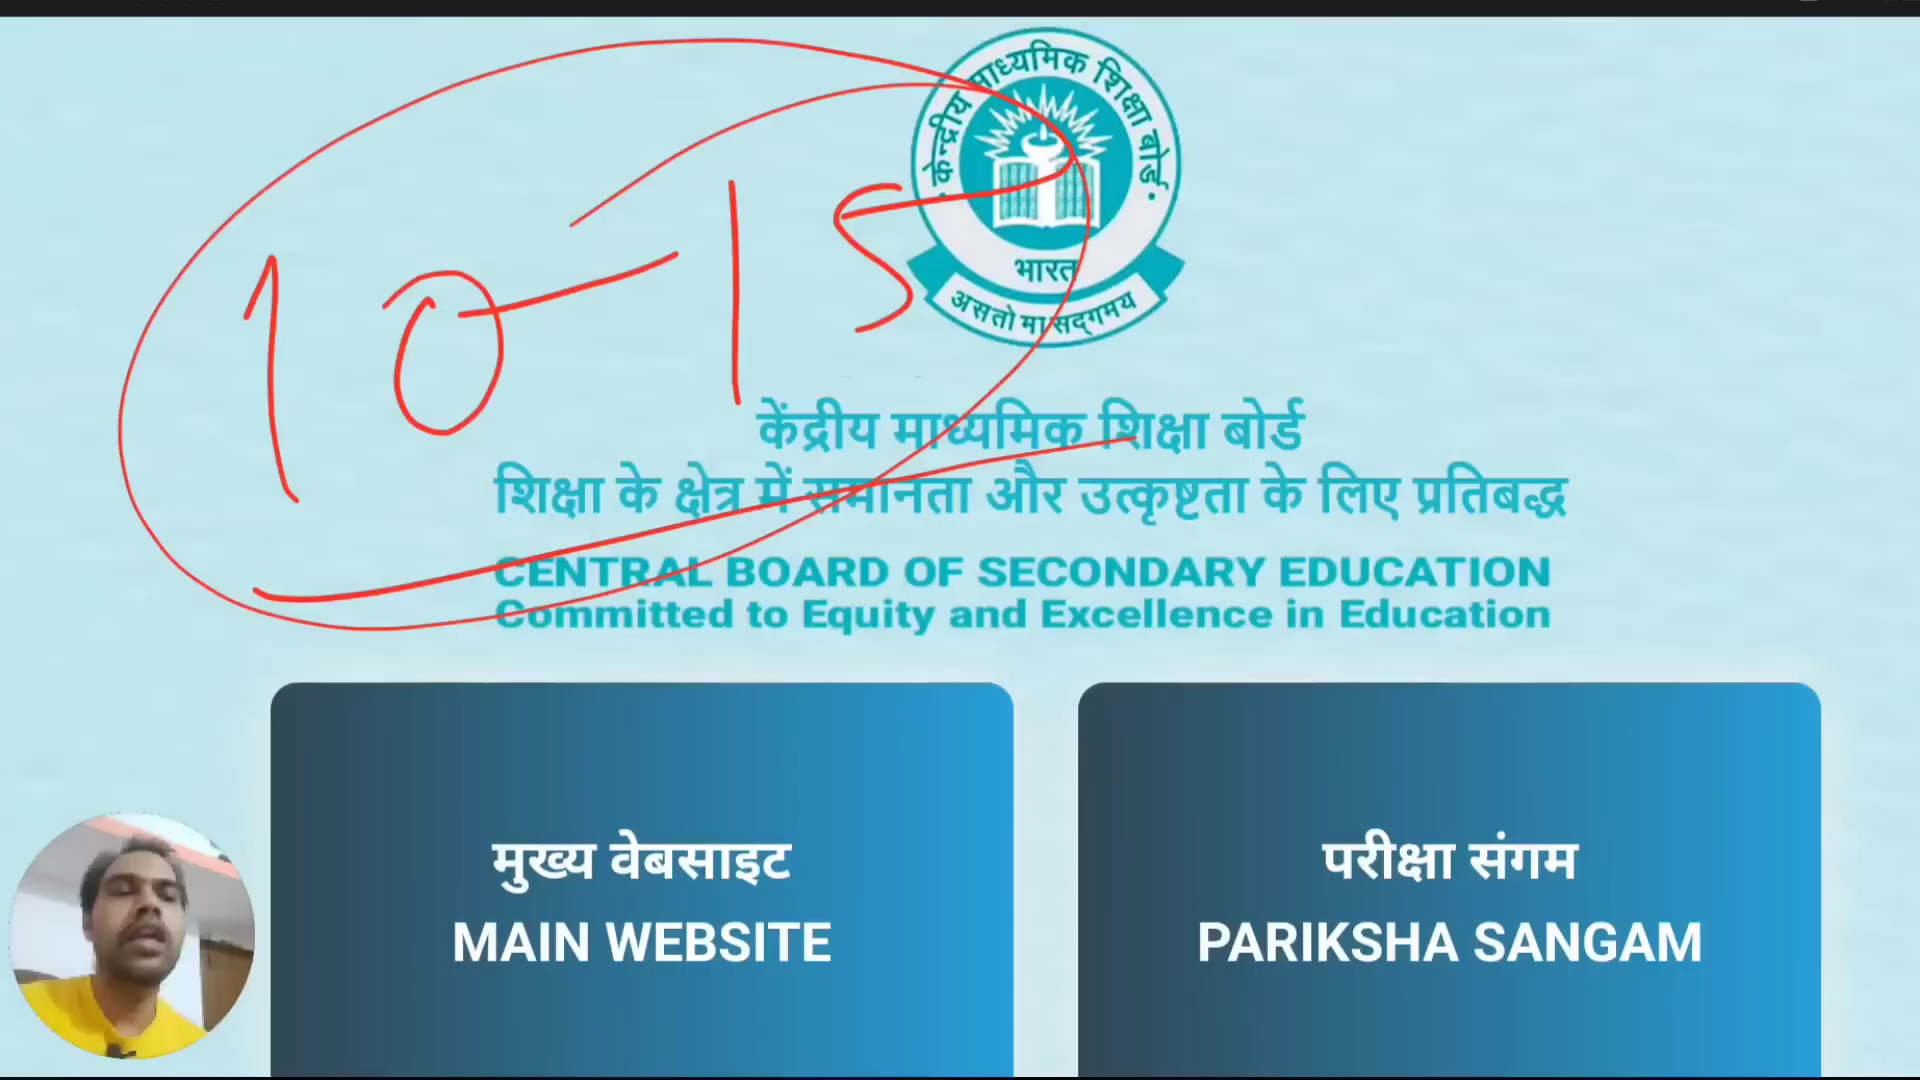 केन्द्रीय माध्यमिक शिक्षा बोर्ड
भारत
असतो मा सद्गमय
10-15
केंद्रीय माध्यमिक शिक्षा बोर्ड
शिक्षा के क्षेत्र में समानता और उत्कृष्टता के लिए प्रतिबद्ध
CENTRAL BOARD OF SECONDARY EDUCATION
Committed to Equity and Excellence in Education
मुख्य वेबसाइट
MAIN WEBSITE
परीक्षा संगम
PARIKSHA SANGAM